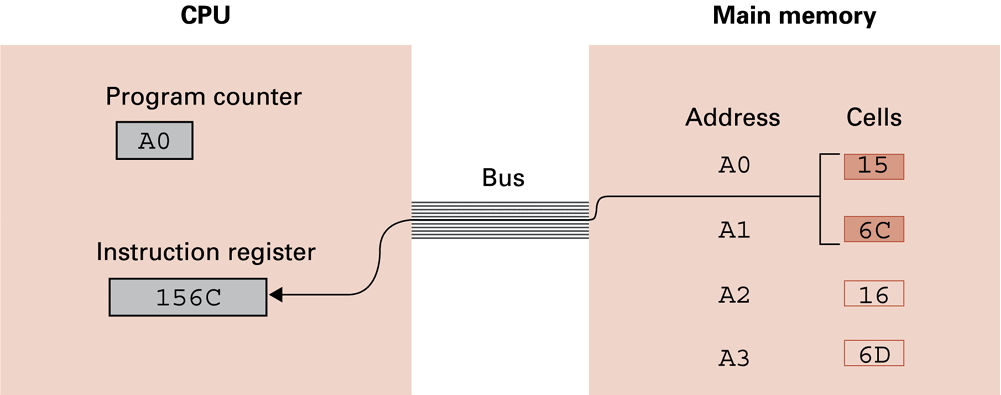 CPU
Main memory
Program counter
A0
Instruction register
156C
Bus
Address Cells
A0 15
A1 6C
A2 16
A3 6D